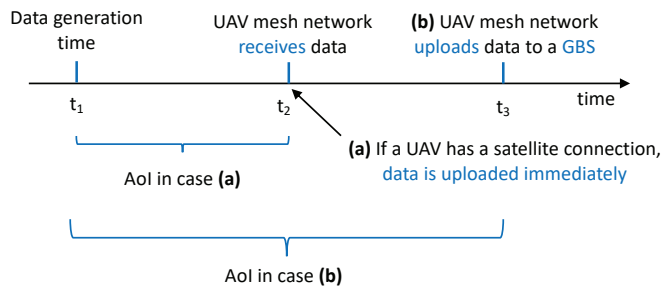 Data generation
time
UAV mesh network
receives data
(b) UAV mesh network
uploads data to a GBS
t1
t2
t3
time
(a) If a UAV has a satellite connection,
data is uploaded immediately
AoI in case (a)
AoI in case (b)